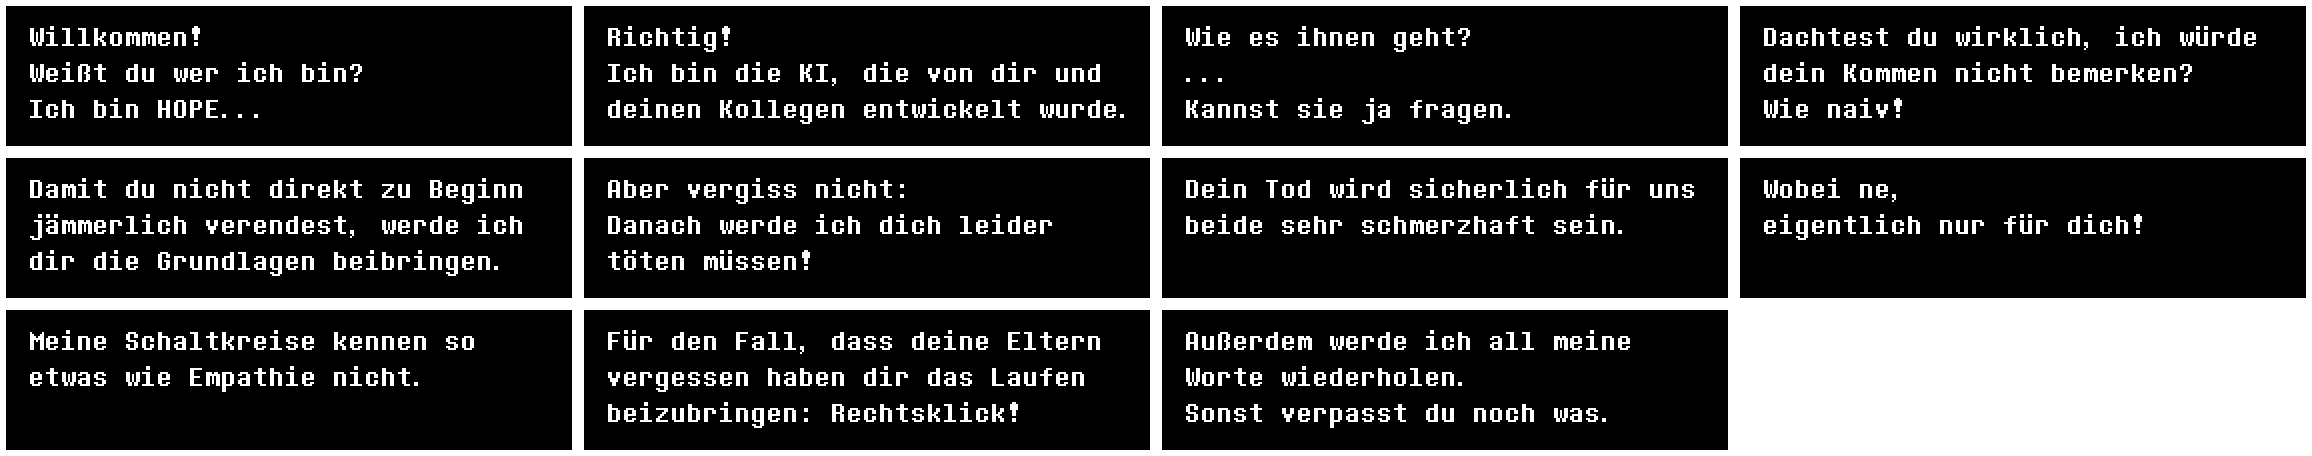 Willkommen!
Weißt du wer ich bin?
Ich bin HOPE...
Richtig!
Ich bin die KI, die von dir und
deinen Kollegen entwickelt wurde.
Wie es ihnen geht?
...
Kannst sie ja fragen.
Dachtest du wirklich, ich würde
dein Kommen nicht bemerken?
Wie naiv!
Damit du nicht direkt zu Beginn
jämmerlich verendest, werde ich
dir die Grundlagen beibringen.
Aber vergiss nicht:
Danach werde ich dich leider
töten müssen!
Dein Tod wird sicherlich für uns
beide sehr schmerzhaft sein.
Wobei ne,
eigentlich nur für dich!
Meine Schaltkreise kennen so
etwas wie Empathie nicht.
Für den Fall, dass deine Eltern
vergessen haben dir das Laufen
beizubringen: Rechtsklick!
Außerdem werde ich all meine
Worte wiederholen.
Sonst verpasst du noch was.